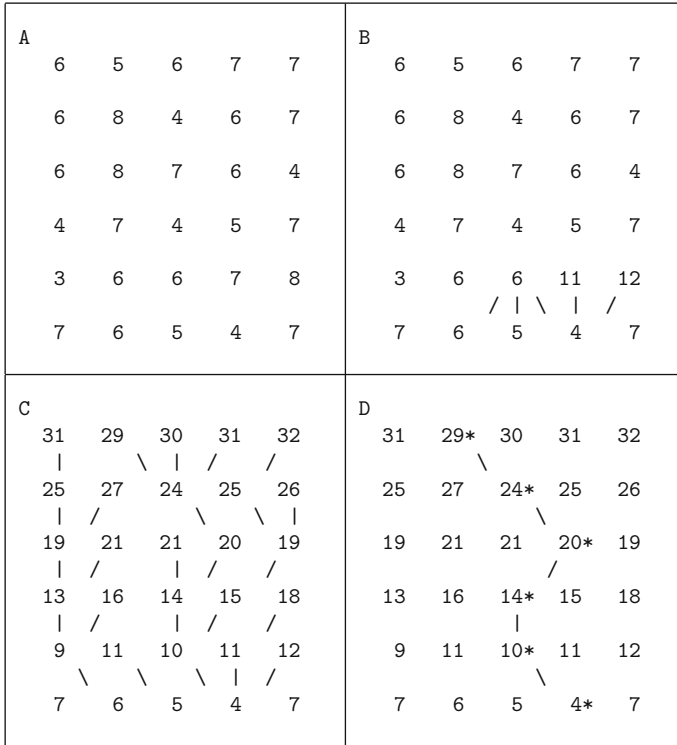 A
6 5 6 7 7
6 8 4 6 7
6 8 7 6 4
4 7 4 5 7
3 6 6 7 8
7 6 5 4 7
B
6 5 6 7 7
6 8 4 6 7
6 8 7 6 4
4 7 4 5 7
3 6 6 11 12
/ | \ | /
7 6 5 4 7
C
31 29 30 31 32
| \ | / /
25 27 24 25 26
| / \ \ |
19 21 21 20 19
| / | / /
13 16 14 15 18
| / | / /
9 11 10 11 12
\ \ \ | /
7 6 5 4 7
D
31 29* 30 31 32
\
25 27 24* 25 26
\
19 21 21 20* 19
/
13 16 14* 15 18
|
9 11 10* 11 12
\
7 6 5 4* 7